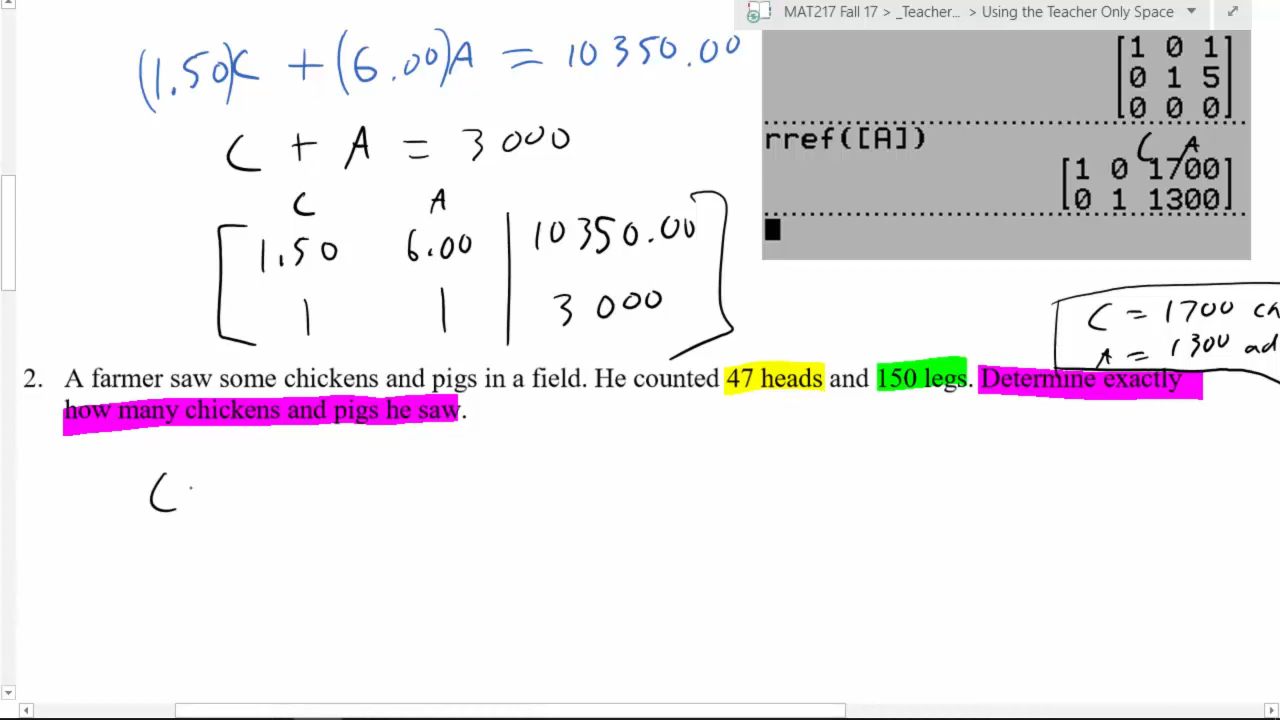 MAT217 Fall 17 > _Teacher... > Using the Teacher Only Space
(1.50)C + (6.00)A = 10350.00
C + A = 3000
C A
1.50 6.00 | 10350.00
1 1 | 3000
[1 0 1]
[0 1 5]
[0 0 0]
rref([A])
C A
[1 0 1700]
[0 1 1300]
C = 1700 ch
A = 1300 ad
2. A farmer saw some chickens and pigs in a field. He counted 47 heads and 150 legs. Determine exactly
how many chickens and pigs he saw.
C